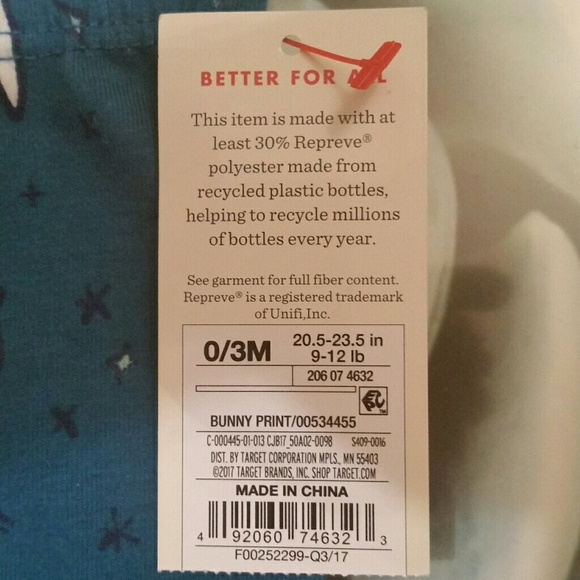 BETTER FOR ALL
This item is made with at
least 30% Repreve®
polyester made from
recycled plastic bottles,
helping to recycle millions
of bottles every year.
See garment for full fiber content.
Repreve® is a registered trademark
of Unifi,Inc.
0/3M
20.5-23.5 in
9-12 lb
206 07 4632
BUNNY PRINT/00534455
C-000445-01-013 CJB17_50A02-0098 S409-0016
DIST. BY TARGET CORPORATION MPLS., MN 55403
©2017 TARGET BRANDS, INC. SHOP TARGET.COM
MADE IN CHINA
4 92060 74632 3
F00252299-Q3/17